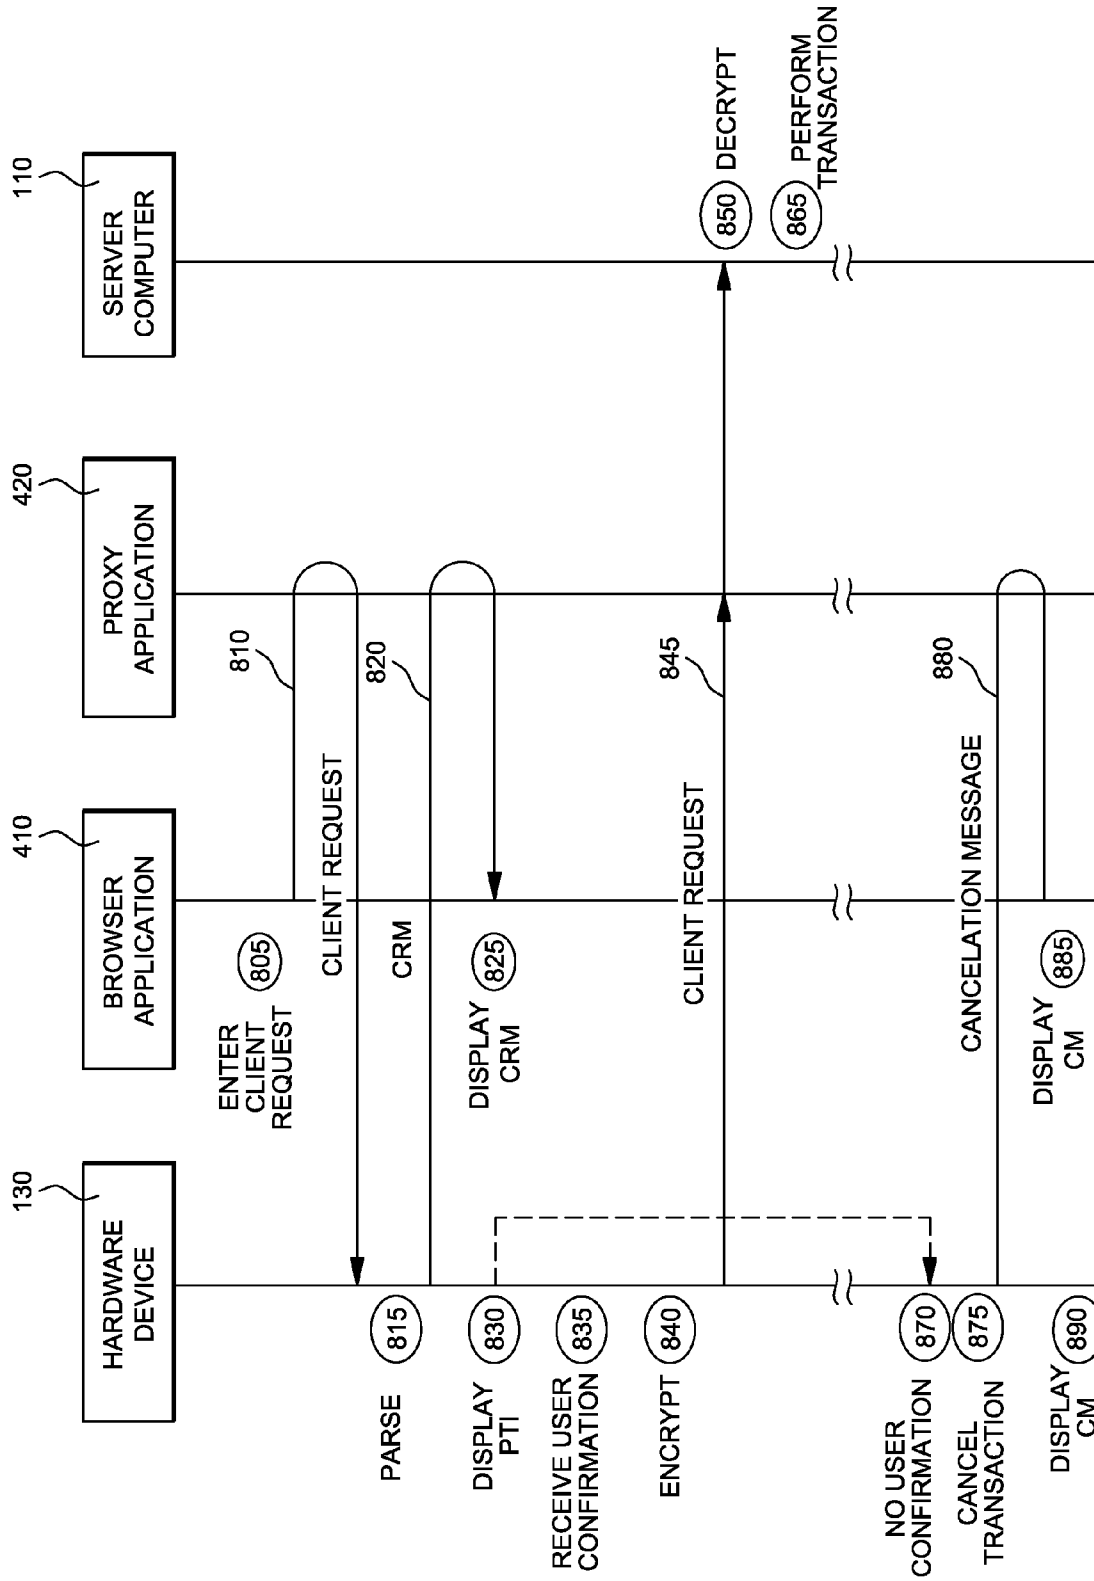 130
HARDWARE
DEVICE
410
BROWSER
APPLICATION
420
PROXY
APPLICATION
110
SERVER
COMPUTER
ENTER
CLIENT
REQUEST
805
810
CLIENT REQUEST
PARSE
815
CRM
820
DISPLAY
CRM
825
DISPLAY
PTI
830
RECEIVE USER
CONFIRMATION
835
ENCRYPT
840
CLIENT REQUEST
845
850
DECRYPT
865
PERFORM
TRANSACTION
NO USER
CONFIRMATION
870
CANCEL
TRANSACTION
875
CANCELATION MESSAGE
880
DISPLAY
CM
885
DISPLAY
CM
890